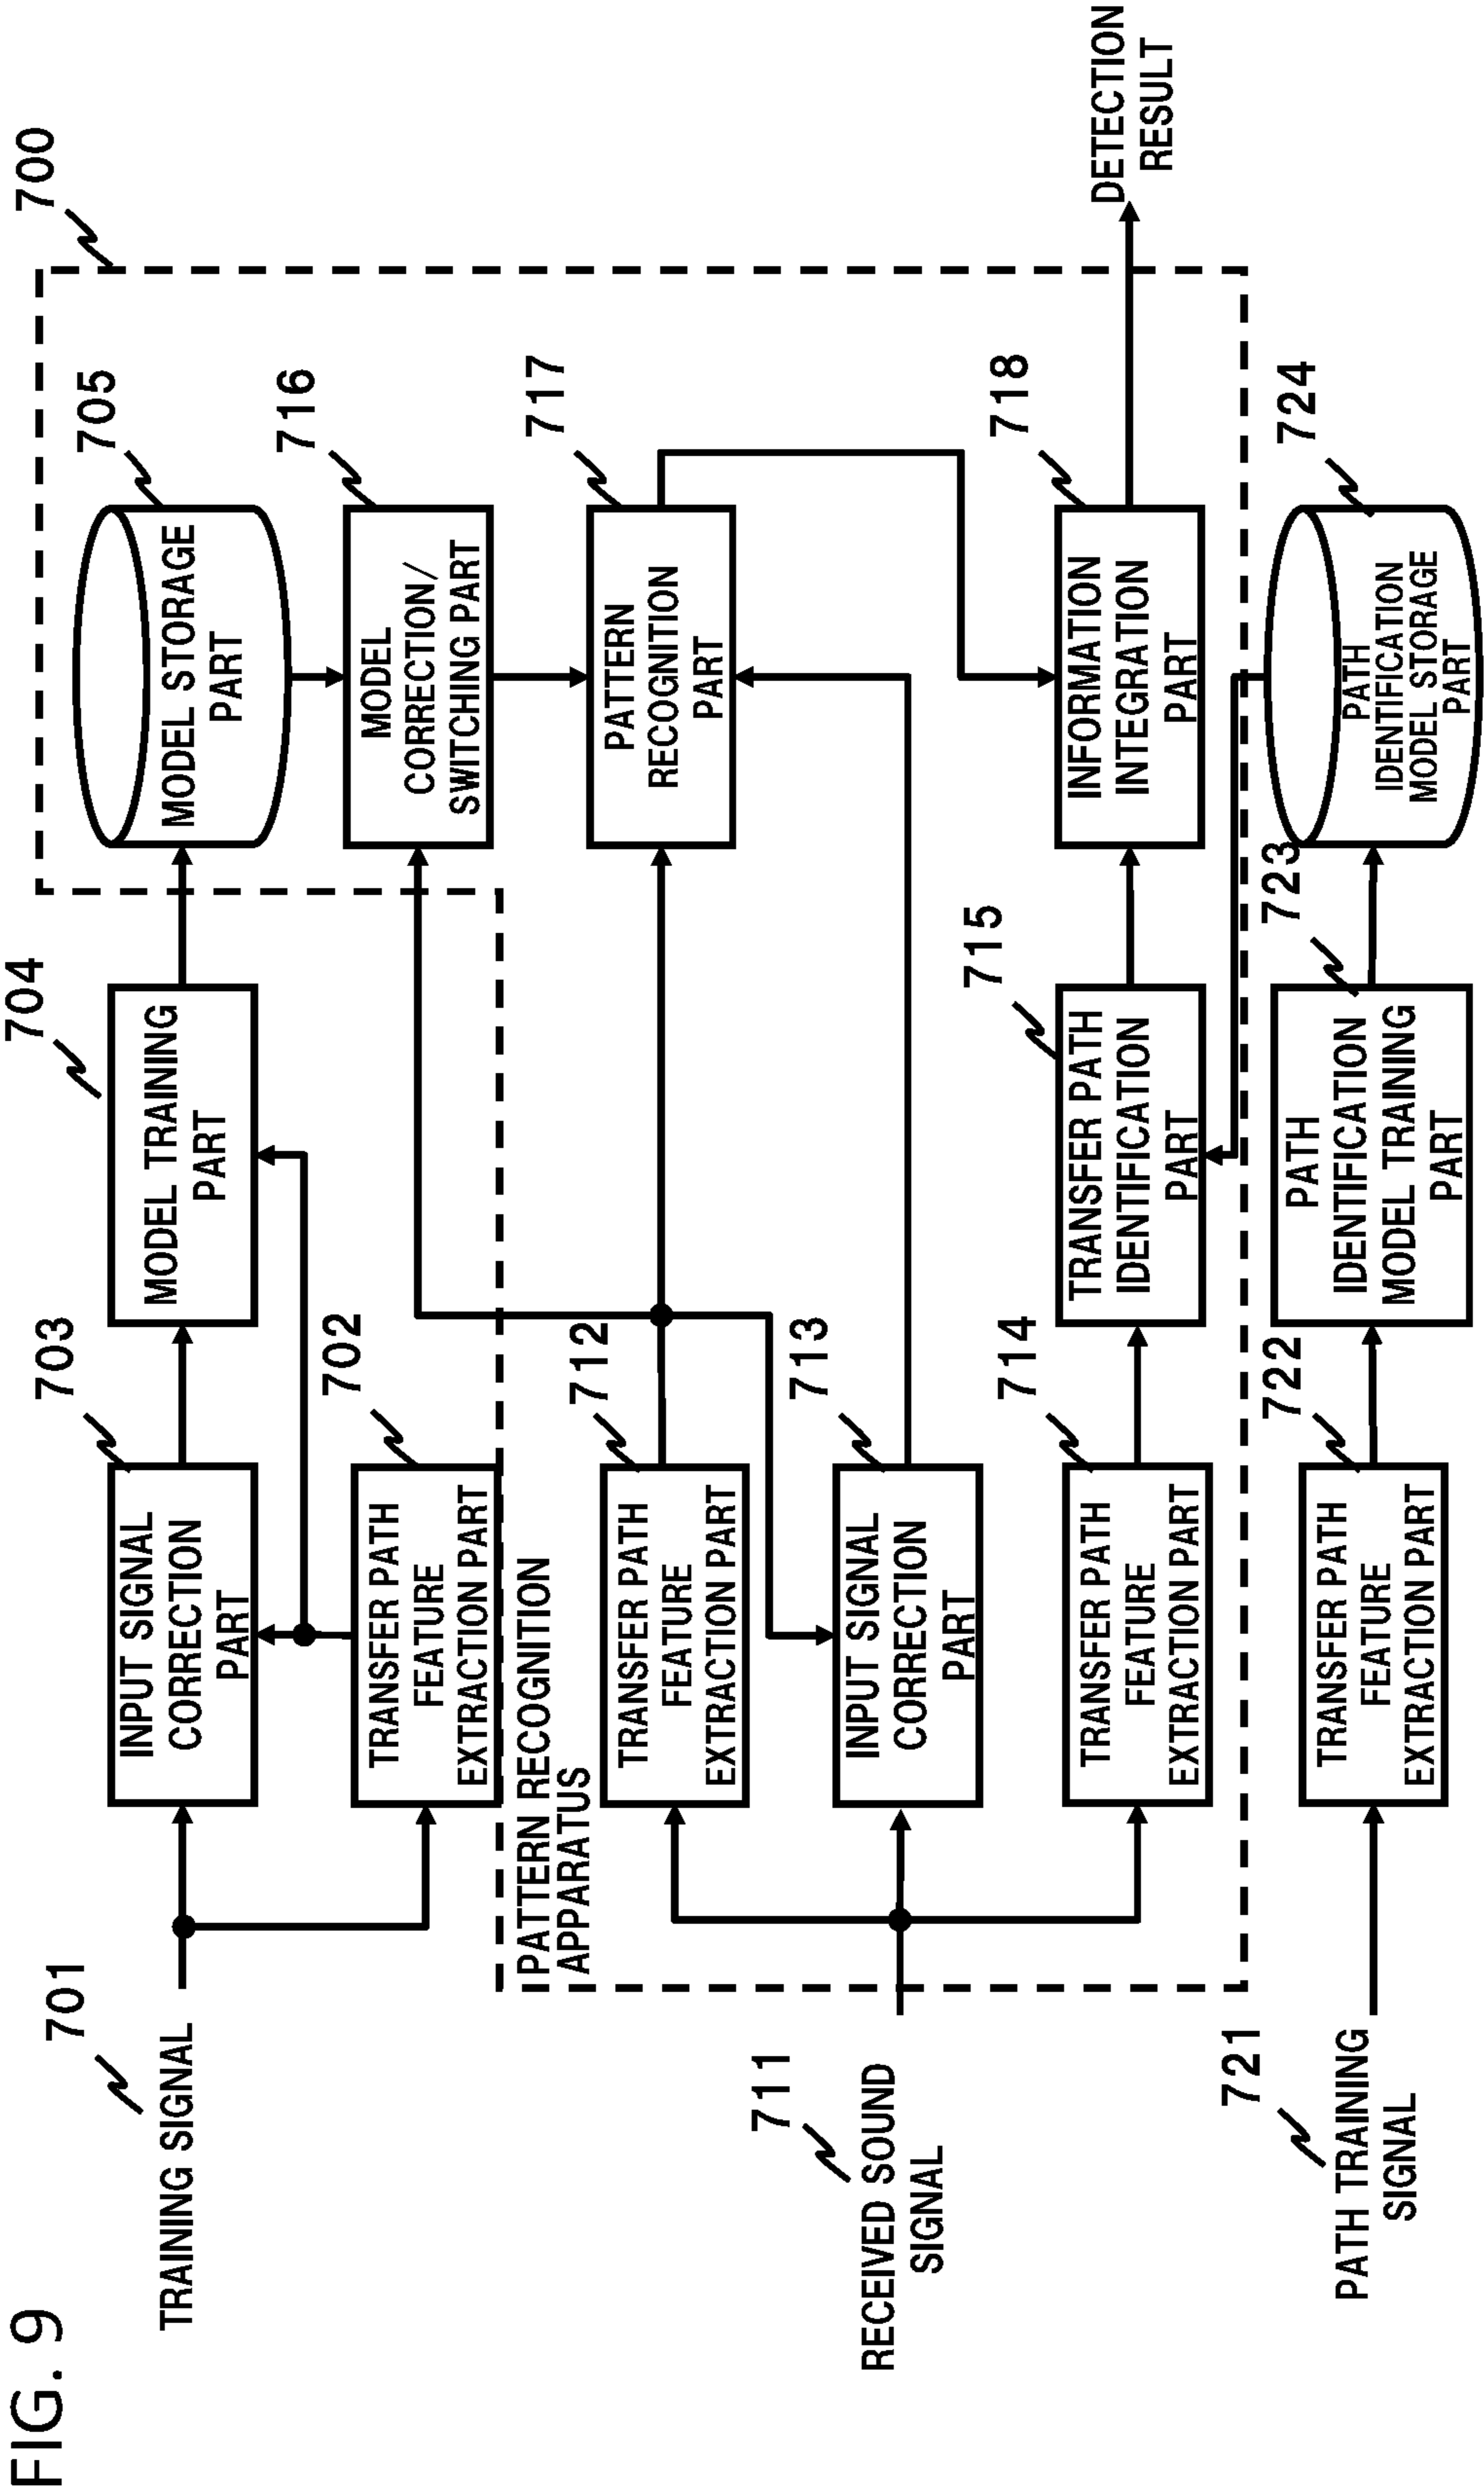 FIG. 9
700
701
TRAINING SIGNAL
703
INPUT SIGNAL
CORRECTION
PART
704
MODEL TRAINING
PART
705
MODEL STORAGE
PART
702
TRANSFER PATH
FEATURE
EXTRACTION PART
716
MODEL
CORRECTION/
SWITCHING PART
PATTERN RECOGNITION
APPARATUS
712
TRANSFER PATH
FEATURE
EXTRACTION PART
717
PATTERN
RECOGNITION
PART
711
RECEIVED SOUND
SIGNAL
713
INPUT SIGNAL
CORRECTION
PART
714
TRANSFER PATH
FEATURE
EXTRACTION PART
715
TRANSFER PATH
IDENTIFICATION
PART
718
INFORMATION
INTEGRATION
PART
DETECTION
RESULT
721
PATH TRAINING
SIGNAL
722
TRANSFER PATH
FEATURE
EXTRACTION PART
723
PATH
IDENTIFICATION
MODEL TRAINING
PART
724
PATH
IDENTIFICATION
MODEL STORAGE
PART